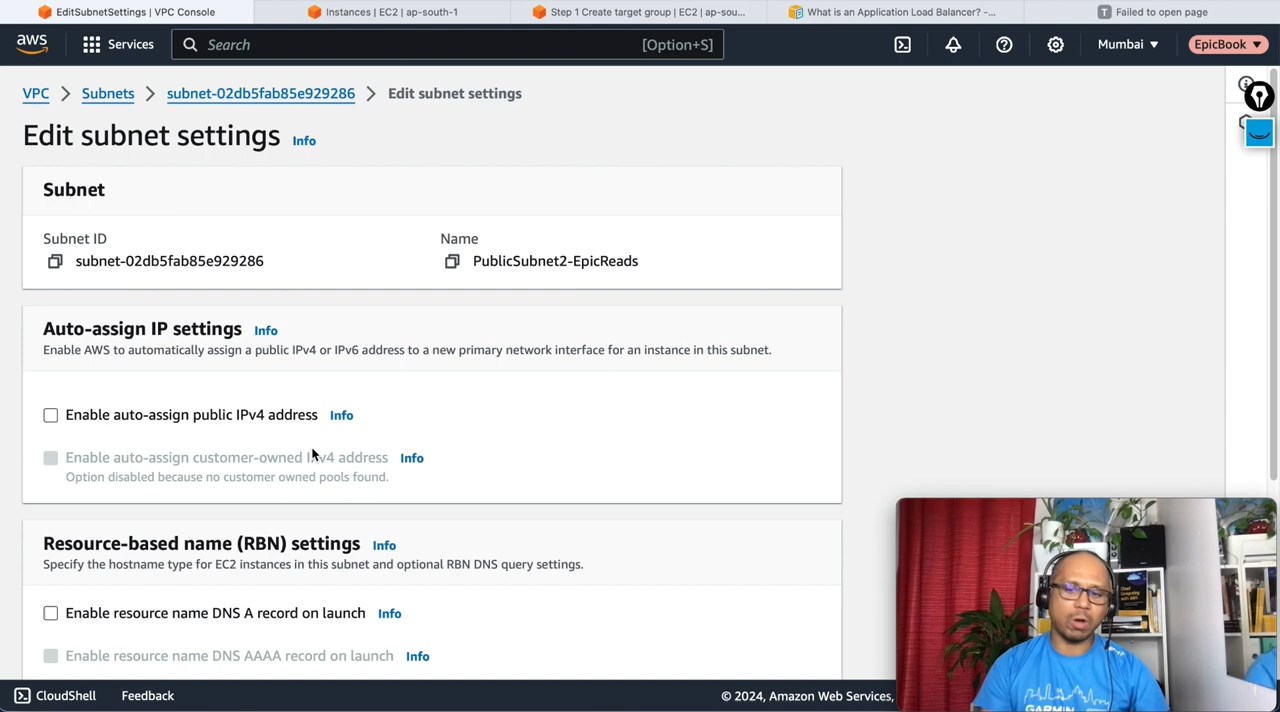 EditSubnetSettings | VPC Console
Instances | EC2 | ap-south-1
Step 1 Create target group | EC2 | ap-sou...
What is an Application Load Balancer? -...
T Failed to open page
aws
Services
Search
[Option+S]
Mumbai
EpicBook
VPC
Subnets
subnet-02db5fab85e929286
Edit subnet settings
Edit subnet settings Info
Subnet
Subnet ID
subnet-02db5fab85e929286
Name
PublicSubnet2-EpicReads
Auto-assign IP settings Info
Enable AWS to automatically assign a public IPv4 or IPv6 address to a new primary network interface for an instance in this subnet.
Enable auto-assign public IPv4 address Info
Enable auto-assign customer-owned IPv4 address Info
Option disabled because no customer owned pools found.
Resource-based name (RBN) settings Info
Specify the hostname type for EC2 instances in this subnet and optional RBN DNS query settings.
Enable resource name DNS A record on launch Info
Enable resource name DNS AAAA record on launch Info
Cloud
Computing
with AWS
GARMIN
CloudShell
Feedback
© 2024, Amazon Web Services,